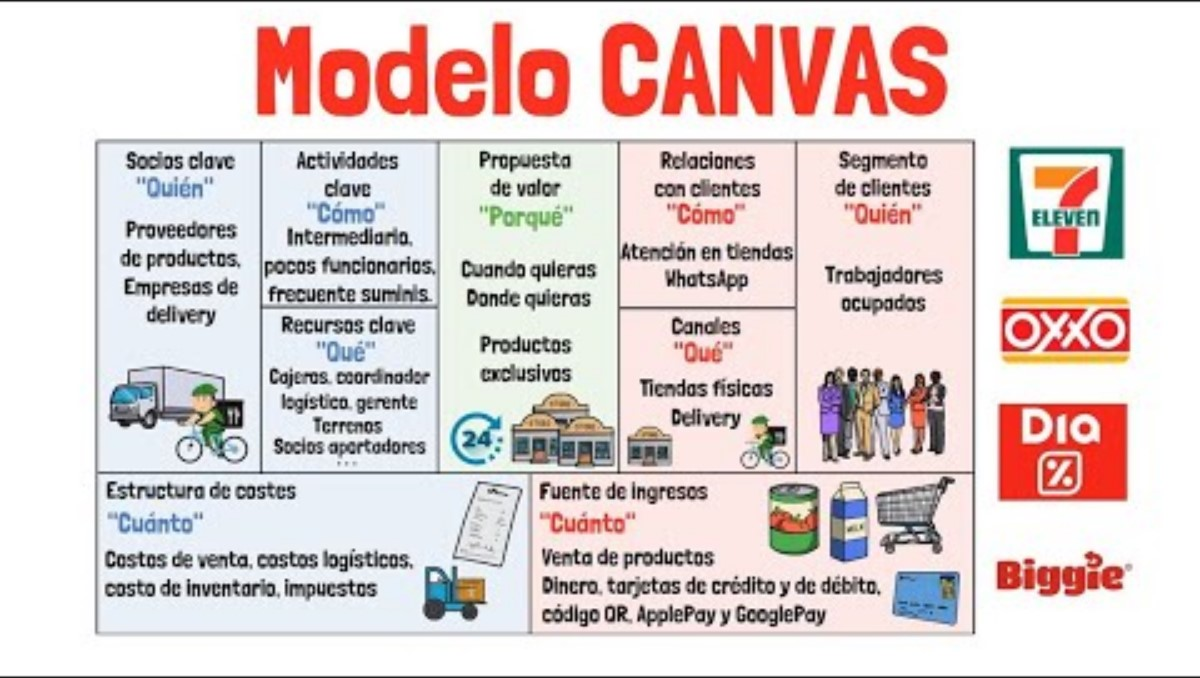 Modelo CANVAS
Socios clave
"Quién"
Proveedores
de productos,
Empresas de
delivery
Actividades
clave
"Cómo"
Intermediario,
pocos funcionarios,
frecuente suminis.
Recursos clave
"Qué"
Cajeros, coordinador
logístico, gerente
Terrenos
Socios aportadores
...
Propuesta
de valor
"Porqué"
Cuando quieras
Donde quieras
Productos
exclusivos
24
Relaciones
con clientes
"Cómo"
Atención en tiendas
WhatsApp
Canales
"Qué"
Tiendas físicas
Delivery
Segmento
de clientes
"Quién"
Trabajadores
ocupados
Estructura de costes
"Cuánto"
Costos de venta, costos logísticos,
costo de inventario, impuestos
Fuente de ingresos
"Cuánto"
Venta de productos
Dinero, tarjetas de crédito y de débito,
código QR, ApplePay y GooglePay
MILK
7
ELEVEN
OXXO
Dia
%
Biggie